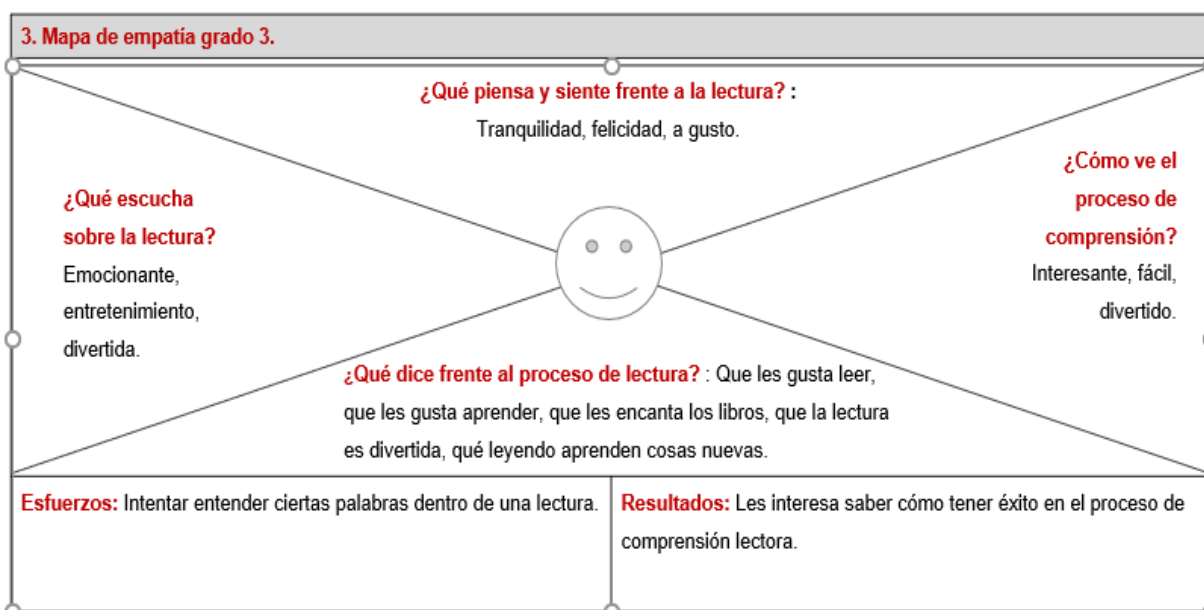 3. Mapa de empatía grado 3.
¿Qué piensa y siente frente a la lectura? :
Tranquilidad, felicidad, a gusto.
¿Qué escucha
sobre la lectura?
Emocionante,
entretenimiento,
divertida.
¿Cómo ve el
proceso de
comprensión?
Interesante, fácil,
divertido.
¿Qué dice frente al proceso de lectura? : Que les gusta leer,
que les gusta aprender, que les encanta los libros, que la lectura
es divertida, qué leyendo aprenden cosas nuevas.
Esfuerzos: Intentar entender ciertas palabras dentro de una lectura.
Resultados: Les interesa saber cómo tener éxito en el proceso de
comprensión lectora.